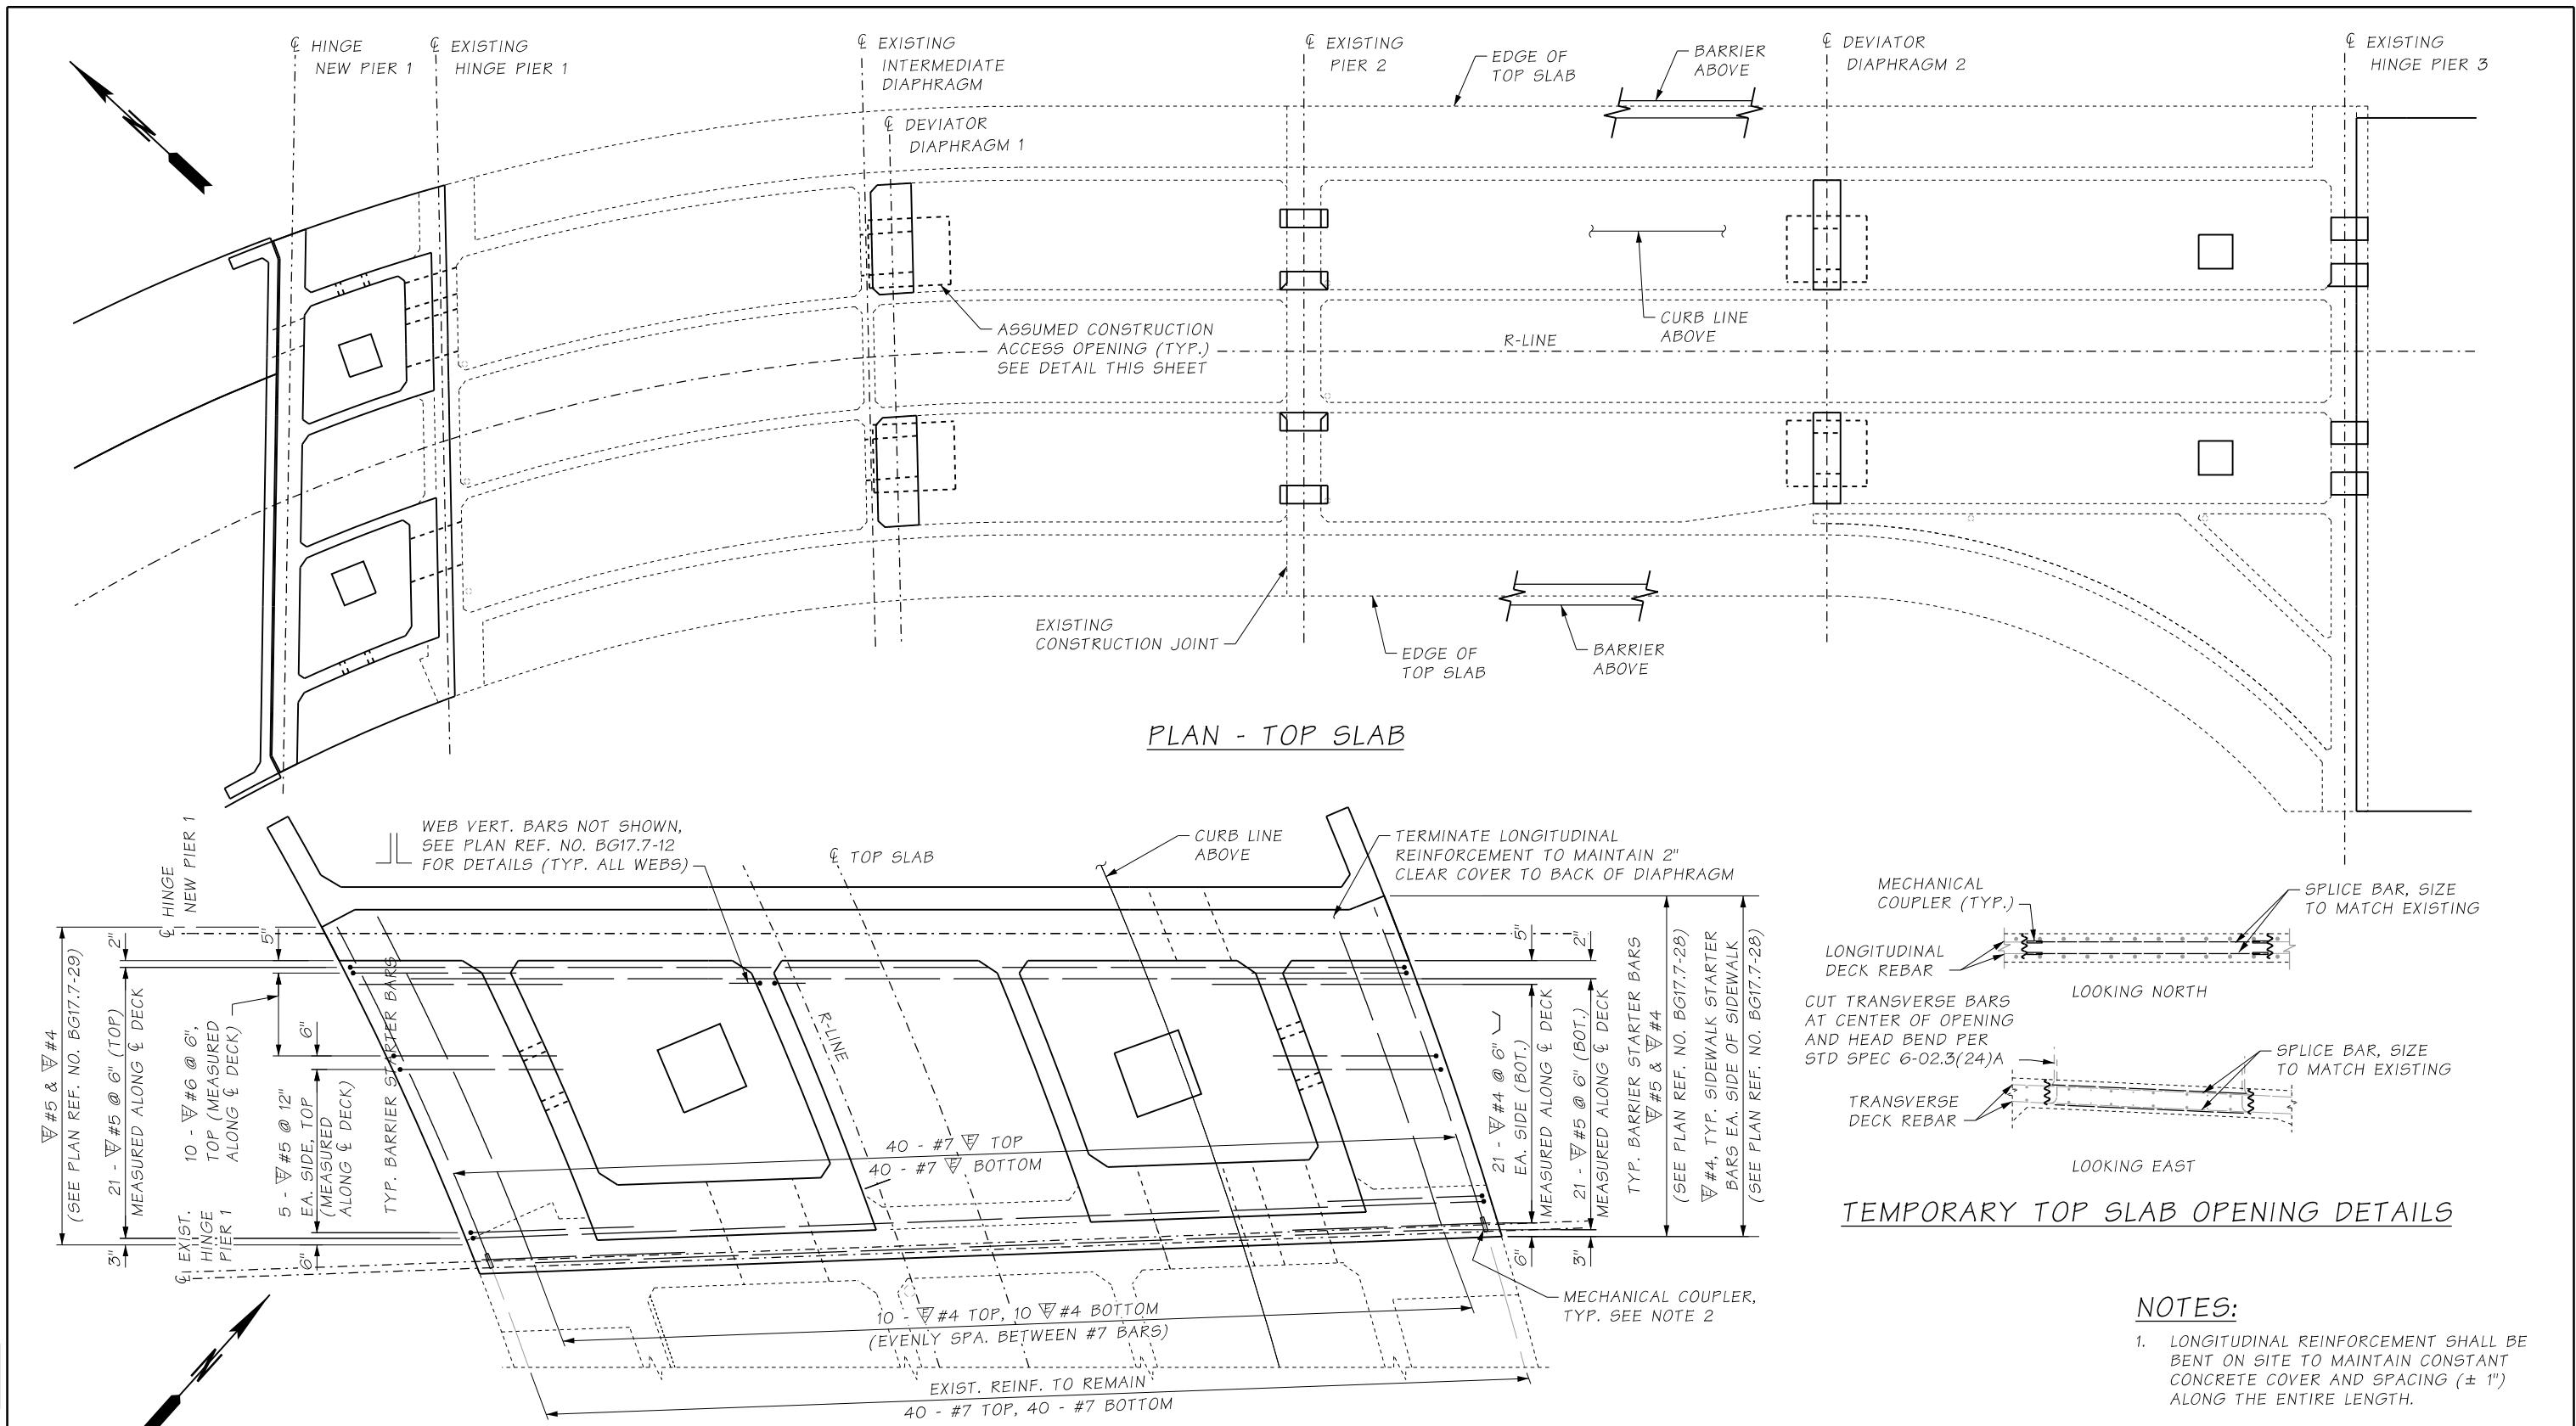 ℄ HINGE
NEW PIER 1
℄ EXISTING
HINGE PIER 1
℄ EXISTING
INTERMEDIATE
DIAPHRAGM
℄ DEVIATOR
DIAPHRAGM 1
℄ EXISTING
PIER 2
EDGE OF
TOP SLAB
BARRIER
ABOVE
℄ DEVIATOR
DIAPHRAGM 2
℄ EXISTING
HINGE PIER 3
N
ASSUMED CONSTRUCTION
ACCESS OPENING (TYP.)
SEE DETAIL THIS SHEET
R-LINE
CURB LINE
ABOVE
EXISTING
CONSTRUCTION JOINT
EDGE OF
TOP SLAB
BARRIER
ABOVE
PLAN - TOP SLAB
WEB VERT. BARS NOT SHOWN,
SEE PLAN REF. NO. BG17.7-12
FOR DETAILS (TYP. ALL WEBS)
℄ TOP SLAB
CURB LINE
ABOVE
TERMINATE LONGITUDINAL
REINFORCEMENT TO MAINTAIN 2"
CLEAR COVER TO BACK OF DIAPHRAGM
℄ HINGE
NEW PIER 1
#5 & #4
(SEE PLAN REF. NO. BG17.7-29)
2"
21 - #5 @ 6" (TOP)
MEASURED ALONG ℄ DECK
3"
5"
10 - #6 @ 6",
TOP (MEASURED
ALONG ℄ DECK)
℄ EXIST.
HINGE
PIER 1
6"
5 - #5 @ 12"
EA. SIDE, TOP
(MEASURED
ALONG ℄ DECK)
6"
TYP. BARRIER STARTER BARS
R-LINE
40 - #7 E TOP
40 - #7 E BOTTOM
5"
21 - E #4 @ 6"
EA. SIDE (BOT.)
MEASURED ALONG ℄ DECK
6"
2"
21 - E #5 @ 6" (BOT.)
MEASURED ALONG ℄ DECK
3"
TYP. BARRIER STARTER BARS
E #5 & E #4
(SEE PLAN REF. NO. BG17.7-28)
E #4, TYP. SIDEWALK STARTER
BARS EA. SIDE OF SIDEWALK
(SEE PLAN REF. NO. BG17.7-28)
MECHANICAL COUPLER,
TYP. SEE NOTE 2
10 - E #4 TOP, 10 E #4 BOTTOM
(EVENLY SPA. BETWEEN #7 BARS)
EXIST. REINF. TO REMAIN
40 - #7 TOP, 40 - #7 BOTTOM
N
MECHANICAL
COUPLER (TYP.)
SPLICE BAR, SIZE
TO MATCH EXISTING
LONGITUDINAL
DECK REBAR
LOOKING NORTH
CUT TRANSVERSE BARS
AT CENTER OF OPENING
AND HEAD BEND PER
STD SPEC 6-02.3(24)A
SPLICE BAR, SIZE
TO MATCH EXISTING
TRANSVERSE
DECK REBAR
LOOKING EAST
TEMPORARY TOP SLAB OPENING DETAILS
NOTES:
1. LONGITUDINAL REINFORCEMENT SHALL BE
BENT ON SITE TO MAINTAIN CONSTANT
CONCRETE COVER AND SPACING (± 1")
ALONG THE ENTIRE LENGTH.